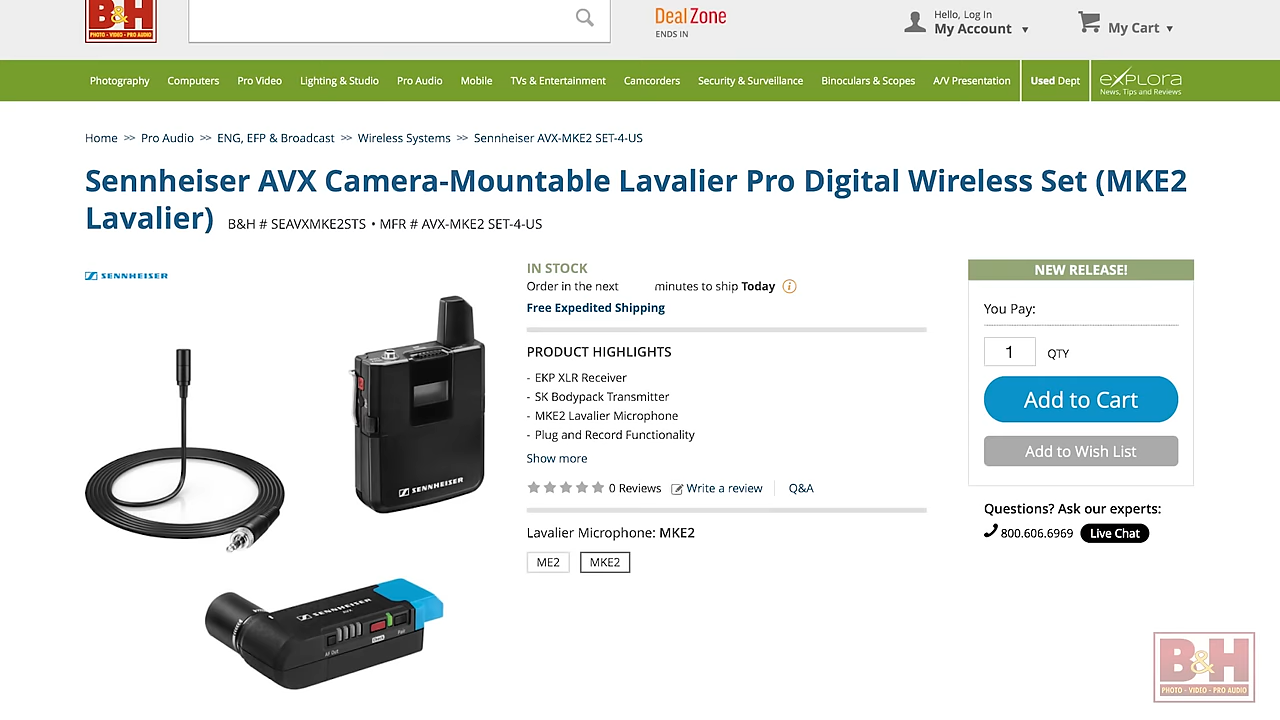 B&H
PHOTO - VIDEO - PRO AUDIO
Deal Zone
ENDS IN
Hello, Log In
My Account
My Cart
Photography Computers Pro Video Lighting & Studio Pro Audio Mobile TVs & Entertainment Camcorders Security & Surveillance Binoculars & Scopes A/V Presentation Used Dept explora
News, Tips and Reviews
Home >> Pro Audio >> ENG, EFP & Broadcast >> Wireless Systems >> Sennheiser AVX-MKE2 SET-4-US
Sennheiser AVX Camera-Mountable Lavalier Pro Digital Wireless Set (MKE2
Lavalier) B&H # SEAVXMKE2STS • MFR # AVX-MKE2 SET-4-US
SENNHEISER
IN STOCK
Order in the next minutes to ship Today
Free Expedited Shipping
PRODUCT HIGHLIGHTS
- EKP XLR Receiver
- SK Bodypack Transmitter
- MKE2 Lavalier Microphone
- Plug and Record Functionality
Show more
0 Reviews Write a review Q&A
Lavalier Microphone: MKE2
ME2 MKE2
NEW RELEASE!
You Pay:
1 QTY
Add to Cart
Add to Wish List
Questions? Ask our experts:
800.606.6969 Live Chat
SENNHEISER
SENNHEISER
AVX
AF Out
Pair
B&H
PHOTO - VIDEO - PRO AUDIO